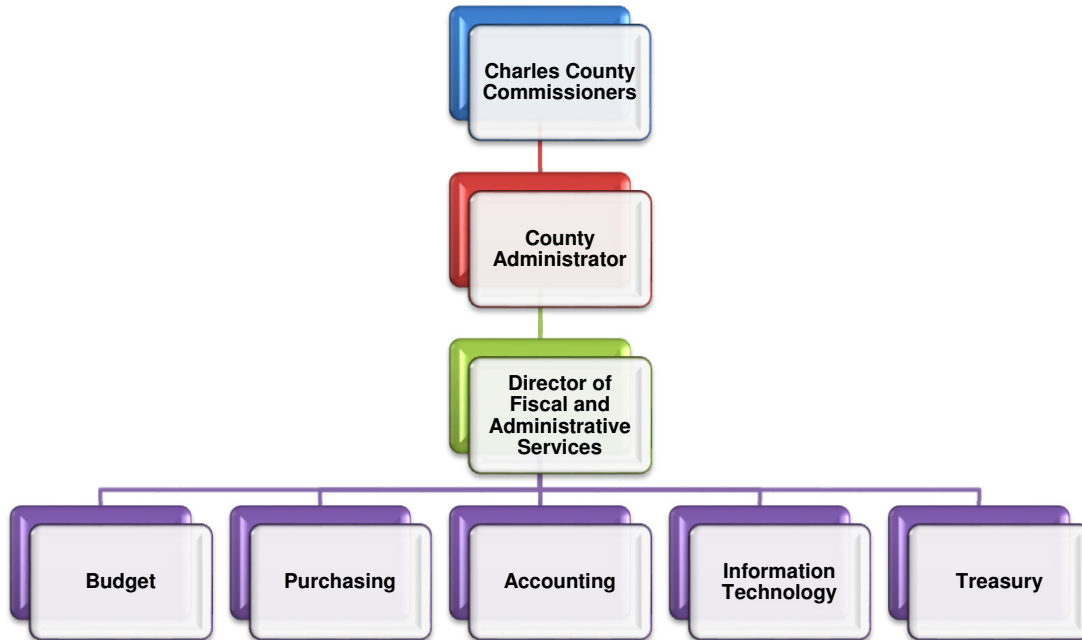 Charles County
Commissioners
County
Administrator
Director of
Fiscal and
Administrative
Services
Budget
Purchasing
Accounting
Information
Technology
Treasury